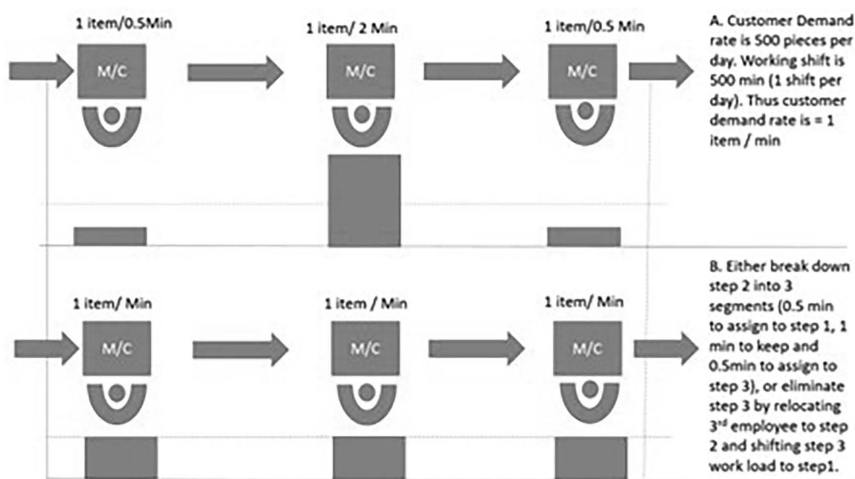 1 item/0.5Min
1 item/ 2 Min
1 item/0.5 Min
M/C
M/C
M/C
A. Customer Demand
rate is 500 pieces per
day. Working shift is
500 min (1 shift per
day). Thus customer
demand rate is = 1
item / min
1 item/ Min
1 item / Min
1 item/ Min
M/C
M/C
M/C
B. Either break down
step 2 into 3
segments (0.5 min
to assign to step 1, 1
min to keep and
0.5min to assign to
step 3), or eliminate
step 3 by relocating
3rd employee to step
2 and shifting step 3
work load to step1.